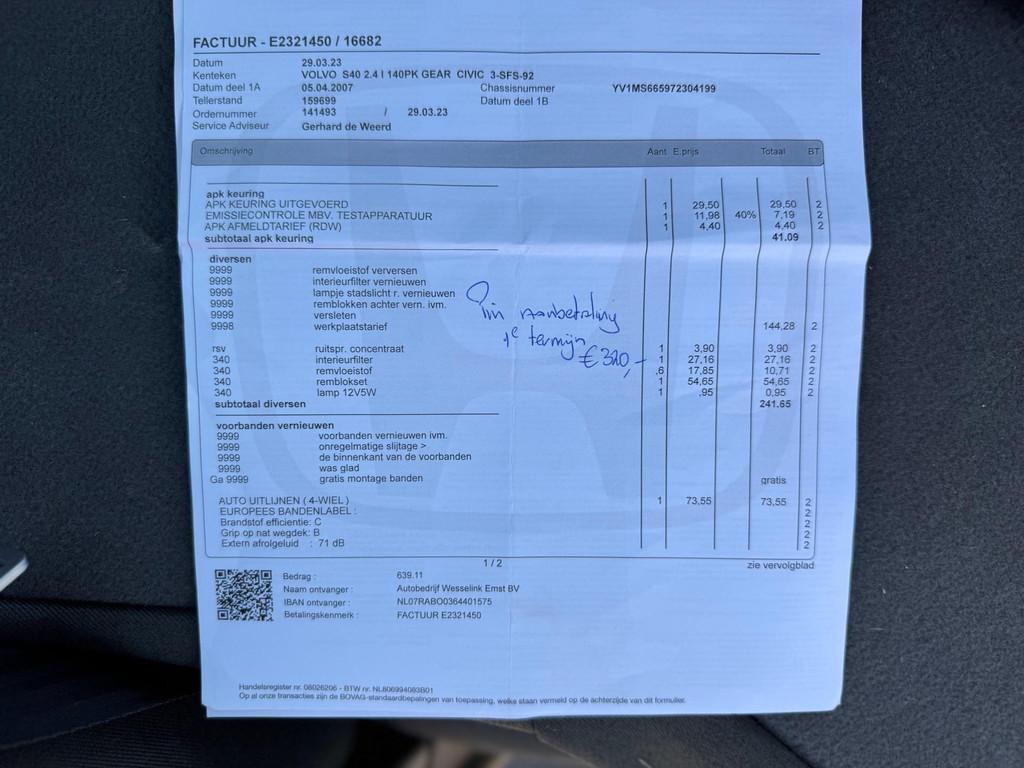 FACTUUR - E2321450 / 16682
Datum 29.03.23
Kenteken VOLVO S40 2.4 I 140PK GEAR CIVIC 3-SFS-92
Datum deel 1A 05.04.2007 Chassisnummer YV1MS665972304199
Tellerstand 159699 Datum deel 1B
Ordernummer 141493 / 29.03.23
Service Adviseur Gerhard de Weerd
Omschrijving Aant E.prijs Totaal BT
apk keuring
APK KEURING UITGEVOERD 1 29,50 29,50 2
EMISSIECONTROLE MBV. TESTAPPARATUUR 1 11,98 40% 7,19 2
APK AFMELDTARIEF (RDW) 1 4,40 4,40 2
subtotaal apk keuring 41,09
diversen
9999 remvloeistof verversen
9999 interieurfilter vernieuwen
9999 lampje stadslicht r. vernieuwen
9999 remblokken achter vern. ivm.
9999 versleten
9998 werkplaatstarief 144,28 2
Pin aanbetaling
1e termijn
€ 320,-
rsv ruitspr. concentraat 1 3,90 3,90 2
340 interieurfilter 1 27,16 27,16 2
340 remvloeistof ,6 17,85 10,71 2
340 remblokset 1 54,65 54,65 2
340 lamp 12V5W 1 ,95 0,95 2
subtotaal diversen 241,65
voorbanden vernieuwen
9999 voorbanden vernieuwen ivm.
9999 onregelmatige slijtage >
9999 de binnenkant van de voorbanden
9999 was glad
Ga 9999 gratis montage banden gratis
AUTO UITLIJNEN ( 4-WIEL ) 1 73,55 73,55 2
EUROPEES BANDENLABEL : 2
Brandstof efficientie: C 2
Grip op nat wegdek: B 2
Extern afrolgeluid : 71 dB 2
1 / 2
zie vervolgblad
Bedrag : 639.11
Naam ontvanger : Autobedrijf Wesselink Emst BV
IBAN ontvanger : NL07RABO0364401575
Betalingskenmerk : FACTUUR E2321450
Handelsregister nr. 08026206 - BTW nr. NL806994083B01
Op al onze transacties zijn de BOVAG-standaardbepalingen van toepassing, welke staan vermeld op de achterzijde van dit formulier.